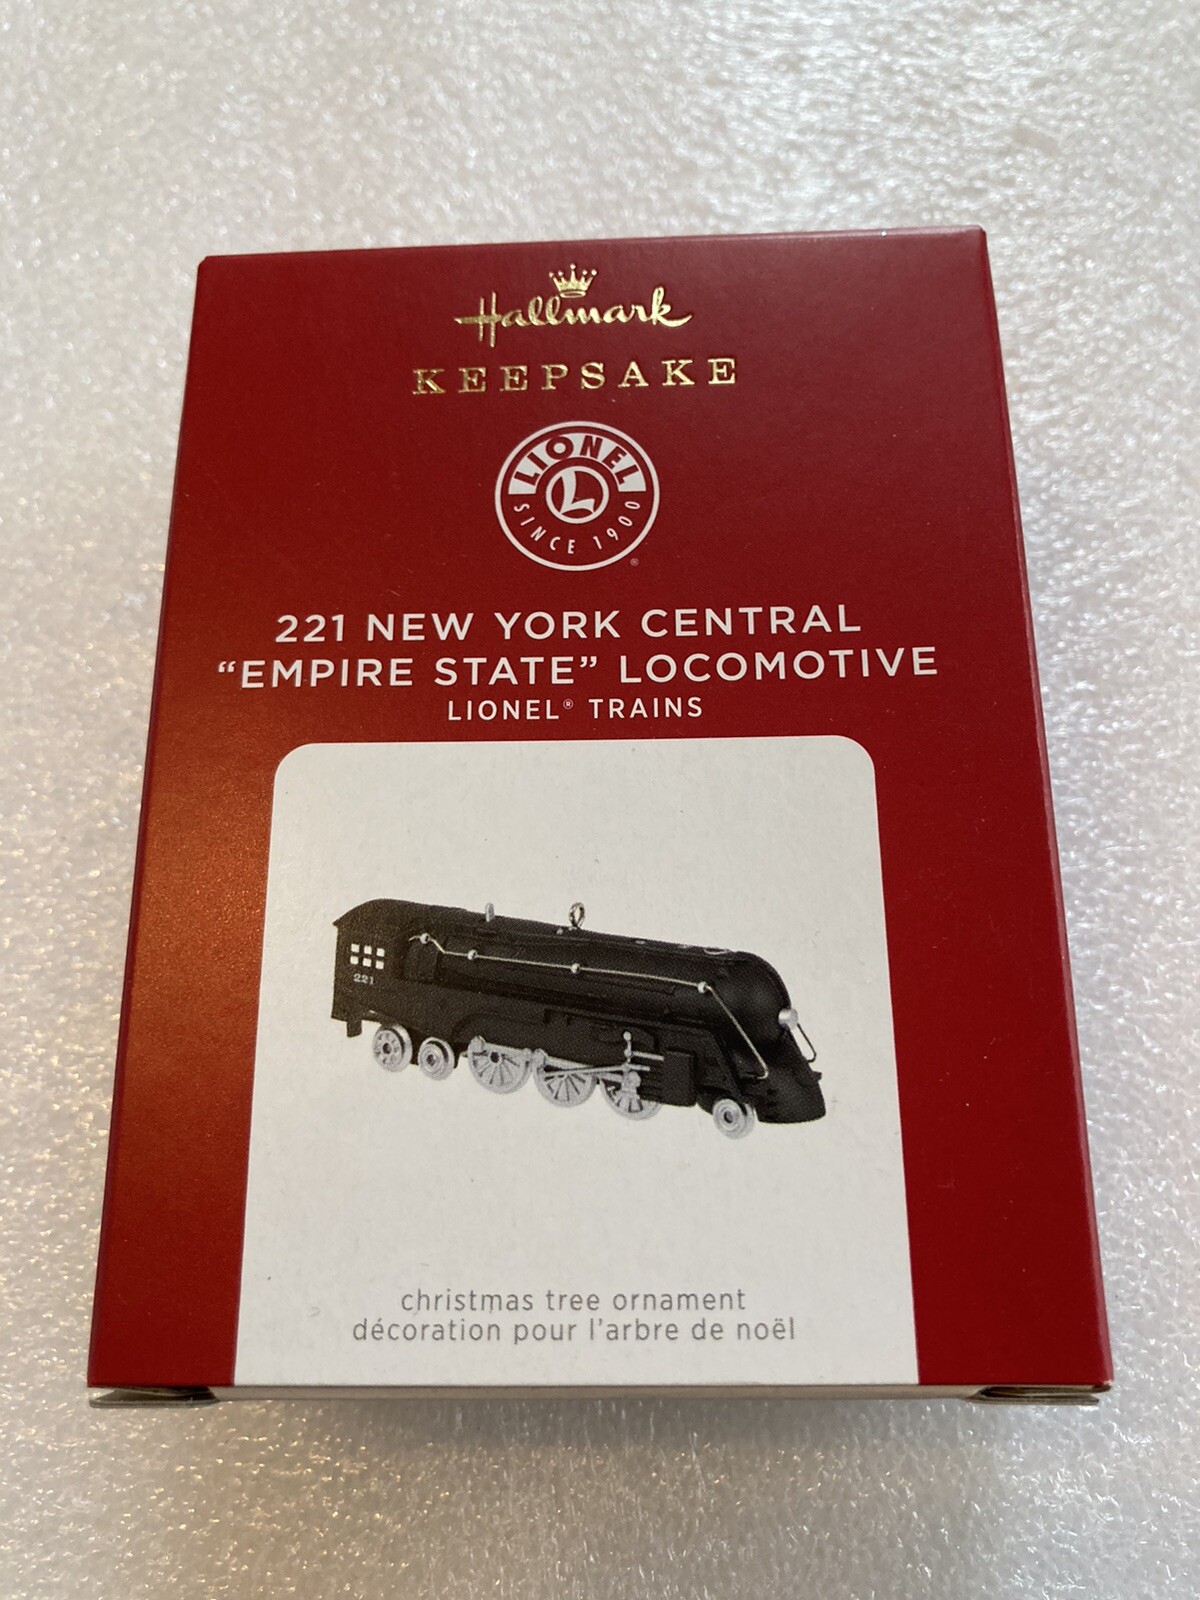 Hallmark
KEEPSAKE
LIONEL
L
SINCE 1900
®
221 NEW YORK CENTRAL
“EMPIRE STATE” LOCOMOTIVE
LIONEL® TRAINS
221
christmas tree ornament
décoration pour l’arbre de noël